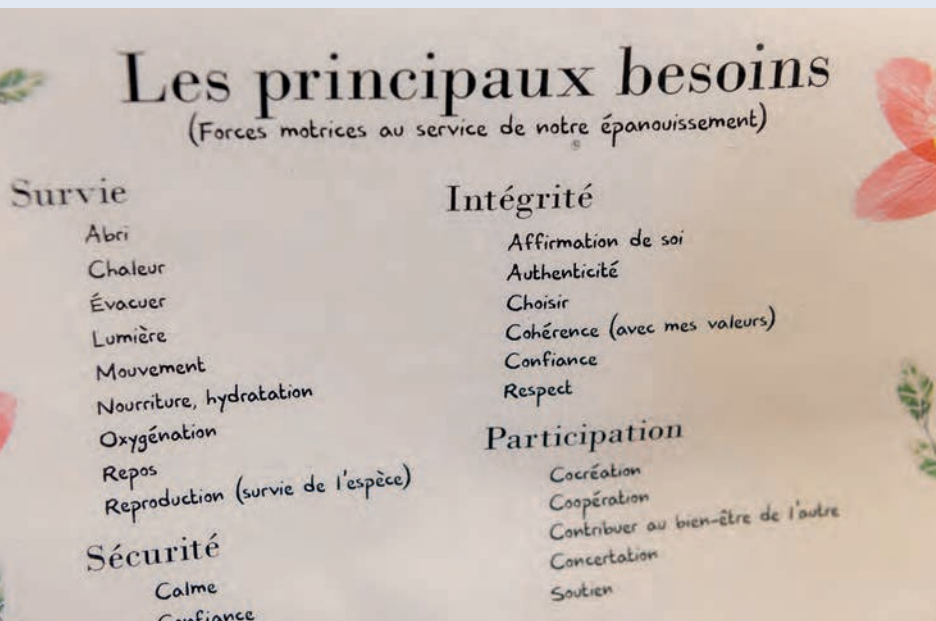 Les principaux besoins
(Forces motrices au service de notre épanouissement)
Survie
Abri
Chaleur
Évacuer
Lumière
Mouvement
Nourriture, hydratation
Oxygénation
Repos
Reproduction (survie de l'espèce)
Sécurité
Calme
Confiance
Intégrité
Affirmation de soi
Authenticité
Choisir
Cohérence (avec mes valeurs)
Confiance
Respect
Participation
Cocréation
Coopération
Contribuer au bien-être de l'autre
Concertation
Soutien